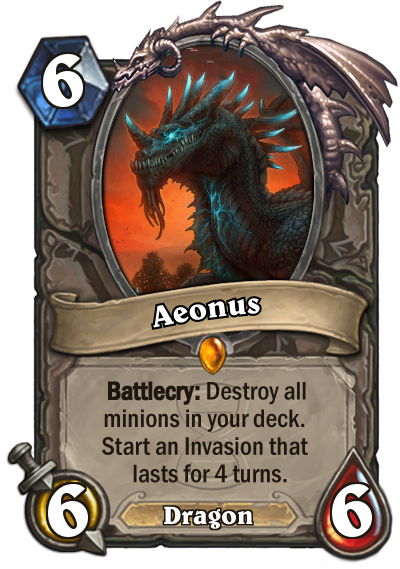 6
Aeonus
Battlecry: Destroy all
minions in your deck.
Start an Invasion that
lasts for 4 turns.
6
Dragon
6